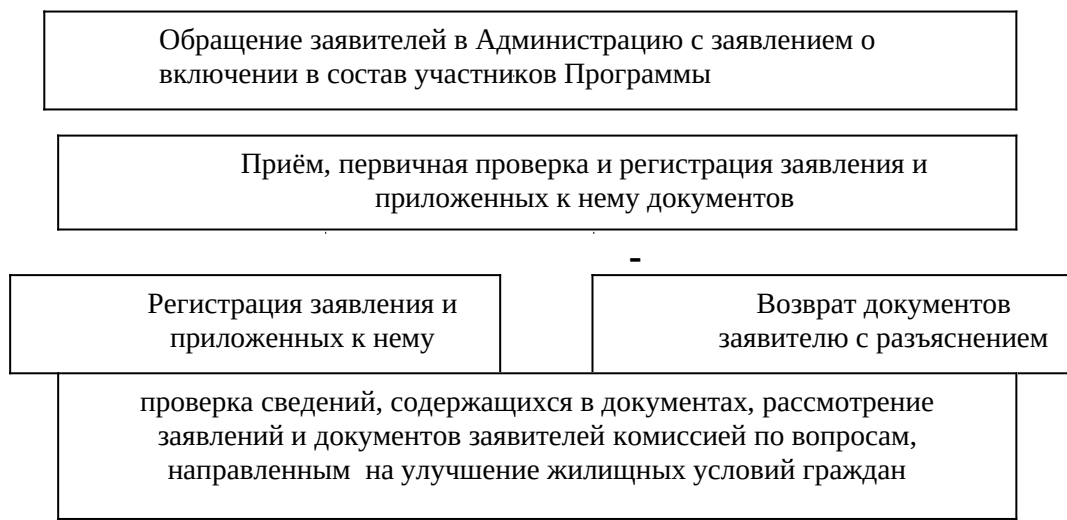 Обращение заявителей в Администрацию с заявлением о
включении в состав участников Программы
Приём, первичная проверка и регистрация заявления и
приложенных к нему документов
-
Регистрация заявления и
приложенных к нему
Возврат документов
заявителю с разъяснением
проверка сведений, содержащихся в документах, рассмотрение
заявлений и документов заявителей комиссией по вопросам,
направленным на улучшение жилищных условий граждан